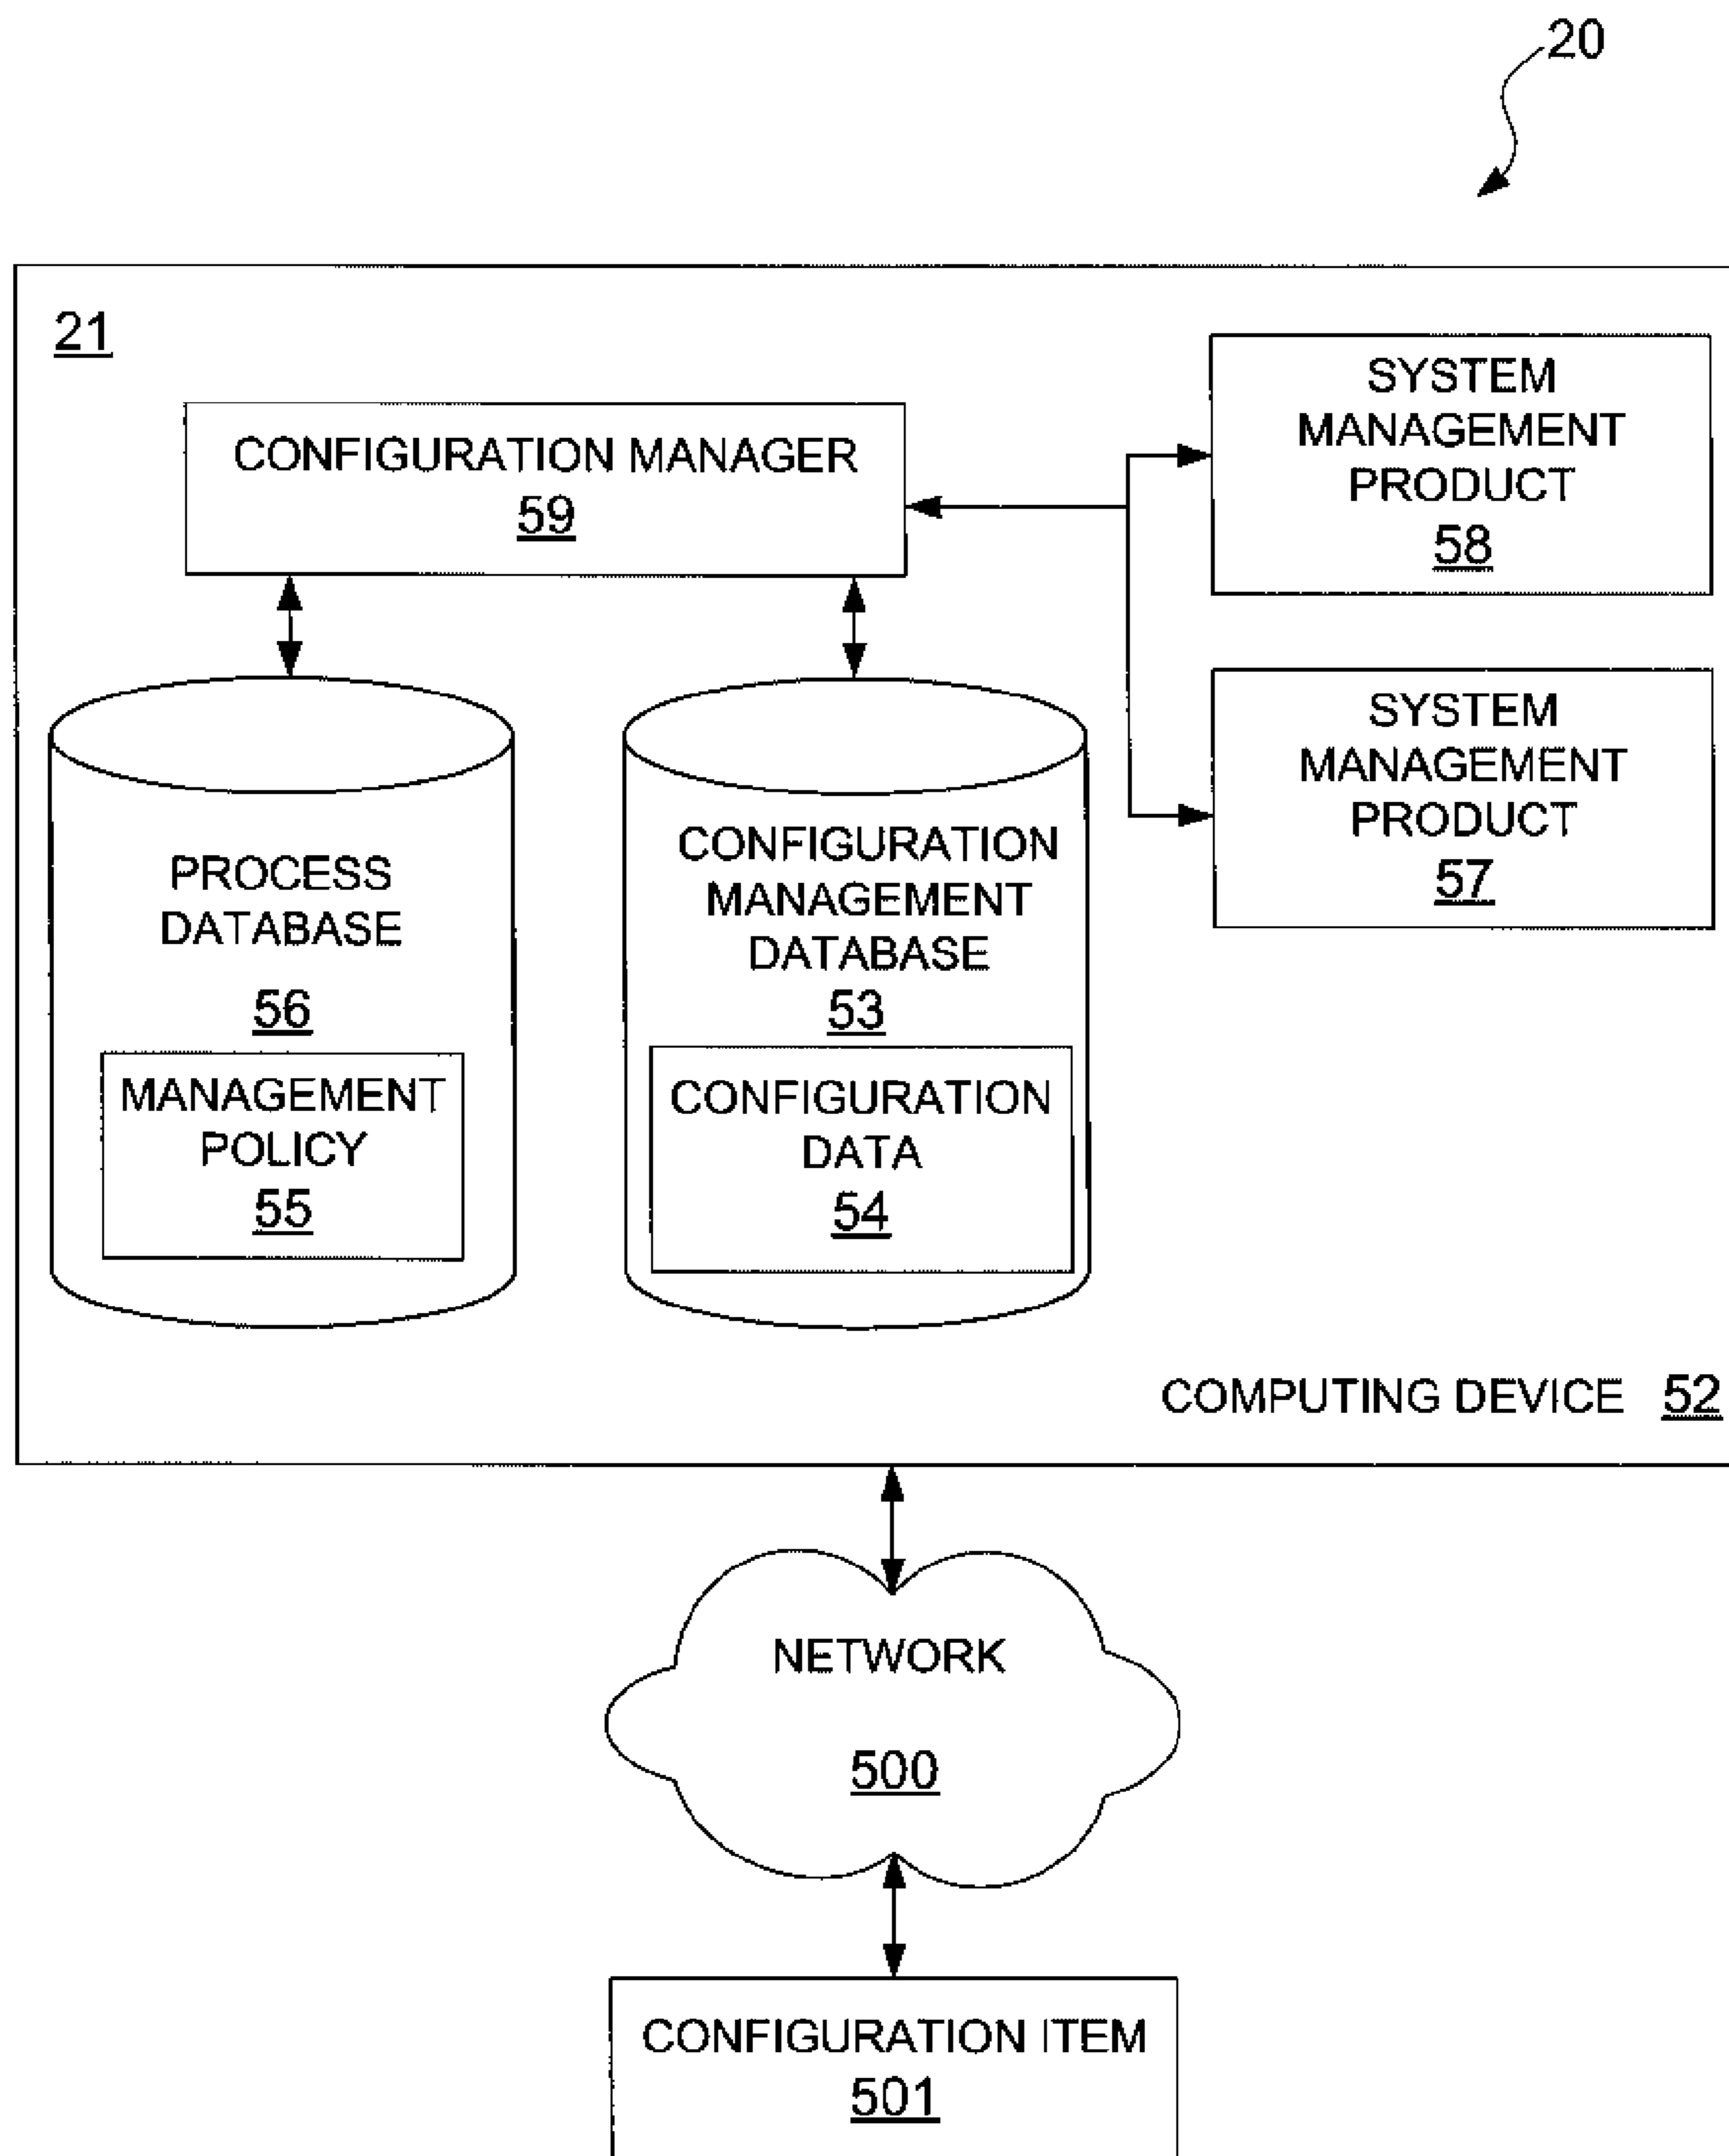 20
21
CONFIGURATION MANAGER
59
SYSTEM
MANAGEMENT
PRODUCT
58
SYSTEM
MANAGEMENT
PRODUCT
57
PROCESS
DATABASE
56
MANAGEMENT
POLICY
55
CONFIGURATION
MANAGEMENT
DATABASE
53
CONFIGURATION
DATA
54
COMPUTING DEVICE 52
NETWORK
500
CONFIGURATION ITEM
501